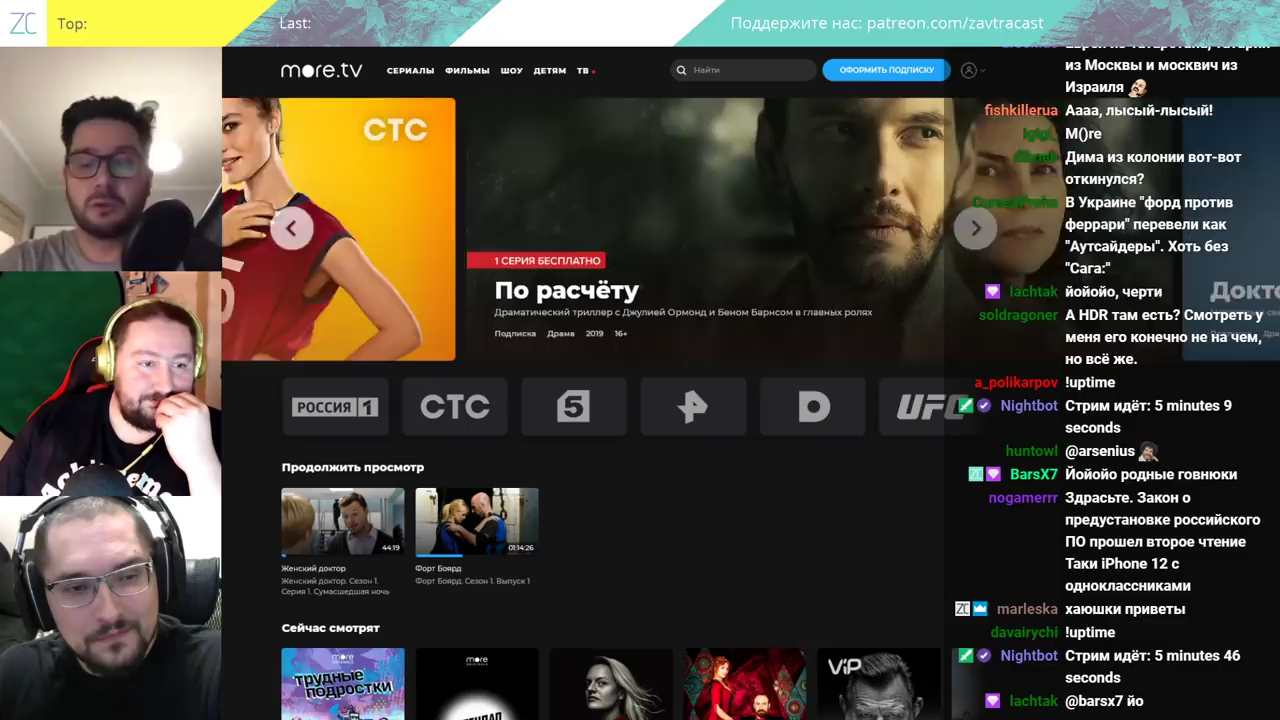 ZC Top:
Last:
Поддержите нас: patreon.com/zavtracast
more.tv
СЕРИАЛЫ ФИЛЬМЫ ШОУ ДЕТЯМ ТВ
Найти
ОФОРМИТЬ ПОДПИСКУ
СТС
1 СЕРИЯ БЕСПЛАТНО
По расчёту
Драматический триллер с Джулией Ормонд и Беном Барнсом в главных ролях
Подписка Драма 2019 16+
РОССИЯ 1 СТС 5 D UFC
Продолжить просмотр
44:19
01:14:26
Женский доктор
Женский доктор. Сезон 1.
Серия 1. Сумасшедшая ночь
Форт Боярд
Форт Боярд. Сезон 1. Выпуск 1
Сейчас смотрят
more
ORIGINALS
ТРУДНЫЕ
ПОДРОСТКИ
more
ORIGINALS
ViP
из Москвы и москвич из
Израиля
fishkillerua Аааа, лысый-лысый!
M()re
Дима из колонии вот-вот
откинулся?
В Украине "форд против
феррари" перевели как
"Аутсайдеры". Хоть без
"Сага:"
lachtak йойойо, черти
soldragoner А HDR там есть? Смотреть у
меня его конечно не на чем,
но всё же.
a_polikarpov !uptime
Nightbot Стрим идёт: 5 minutes 9
seconds
huntowl @arsenius
ZC BarsX7 Йойойо родные говнюки
nogamerrr Здрасьте. Закон о
предустановке российского
ПО прошел второе чтение
Таки iPhone 12 с
одноклассниками
ZC marleska хаюшки приветы
davairychi !uptime
Nightbot Стрим идёт: 5 minutes 46
seconds
lachtak @barsx7 йо